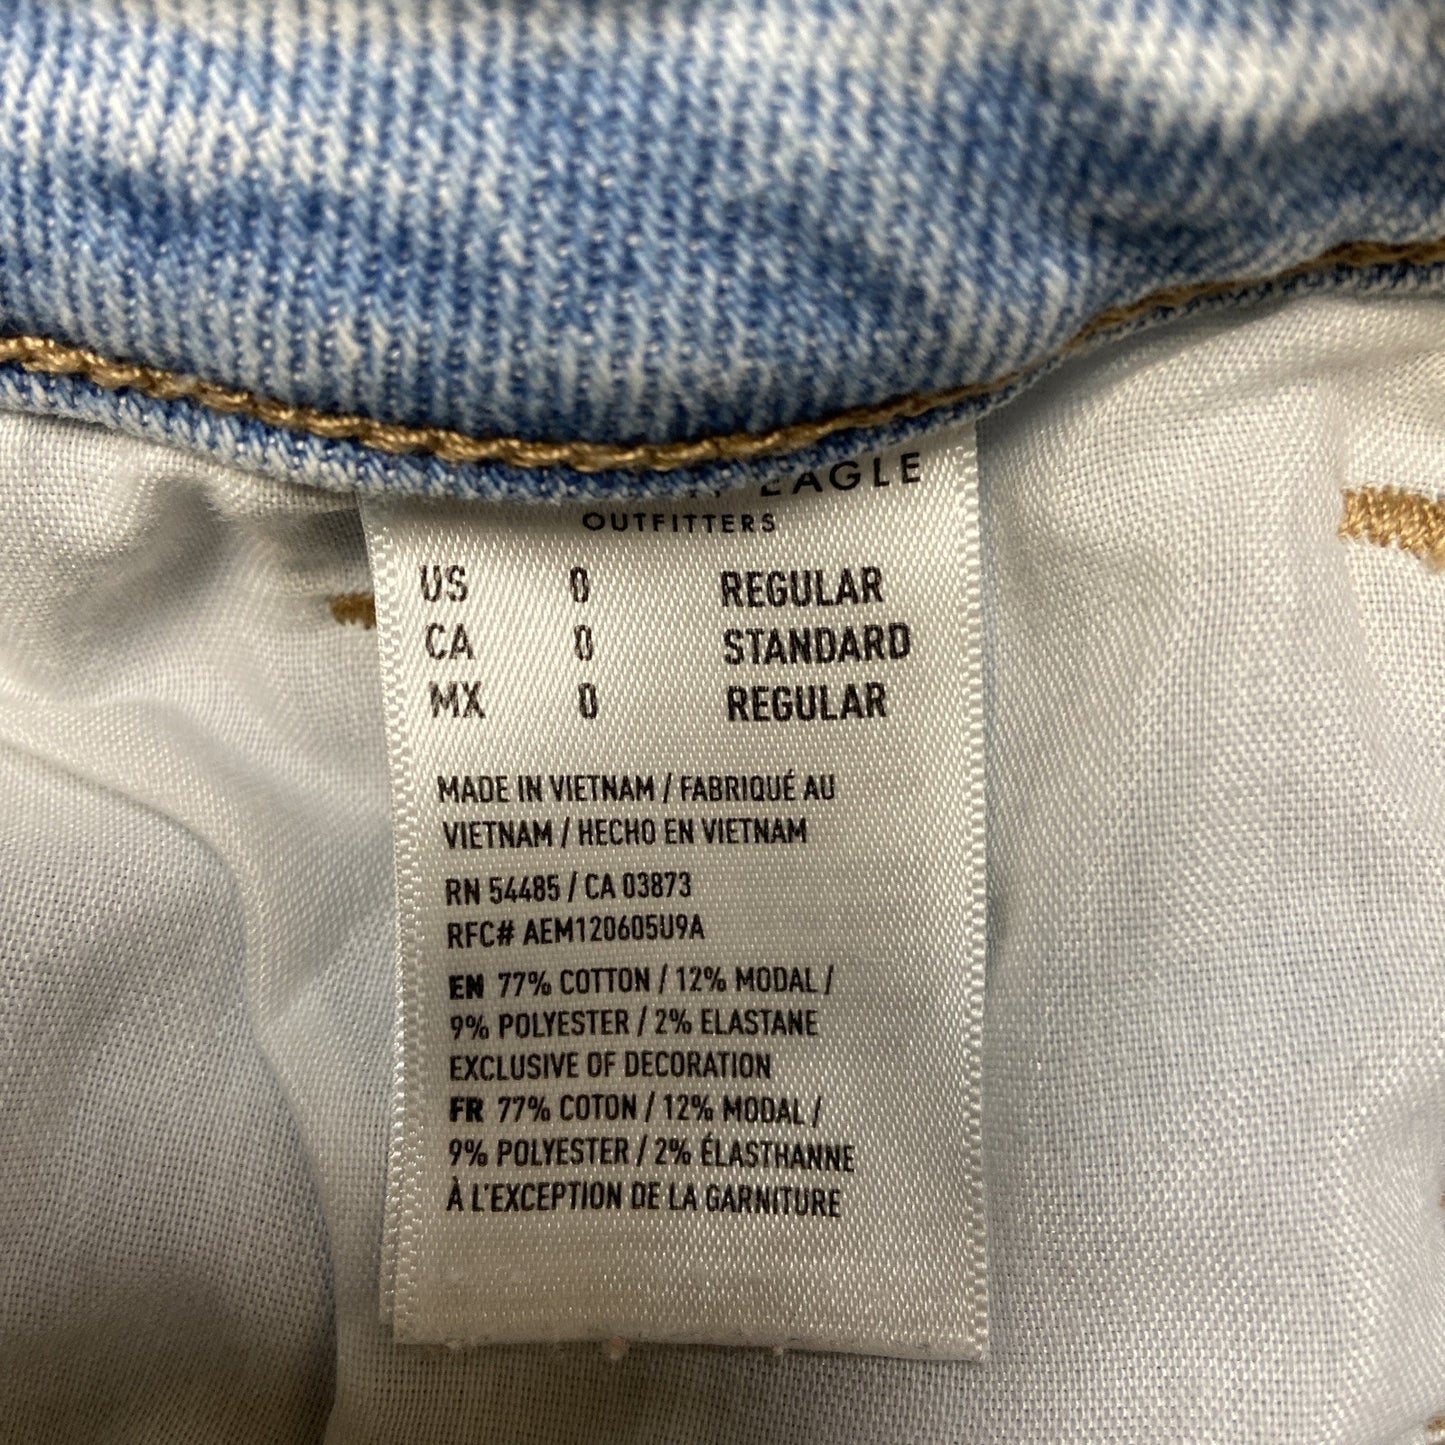 EAGLE
OUTFITTERS
US 0 REGULAR
CA 0 STANDARD
MX 0 REGULAR
MADE IN VIETNAM / FABRIQUÉ AU
VIETNAM / HECHO EN VIETNAM
RN 54485 / CA 03873
RFC# AEM120605U9A
EN 77% COTTON / 12% MODAL /
9% POLYESTER / 2% ELASTANE
EXCLUSIVE OF DECORATION
FR 77% COTON / 12% MODAL /
9% POLYESTER / 2% ÉLASTHANNE
À L'EXCEPTION DE LA GARNITURE